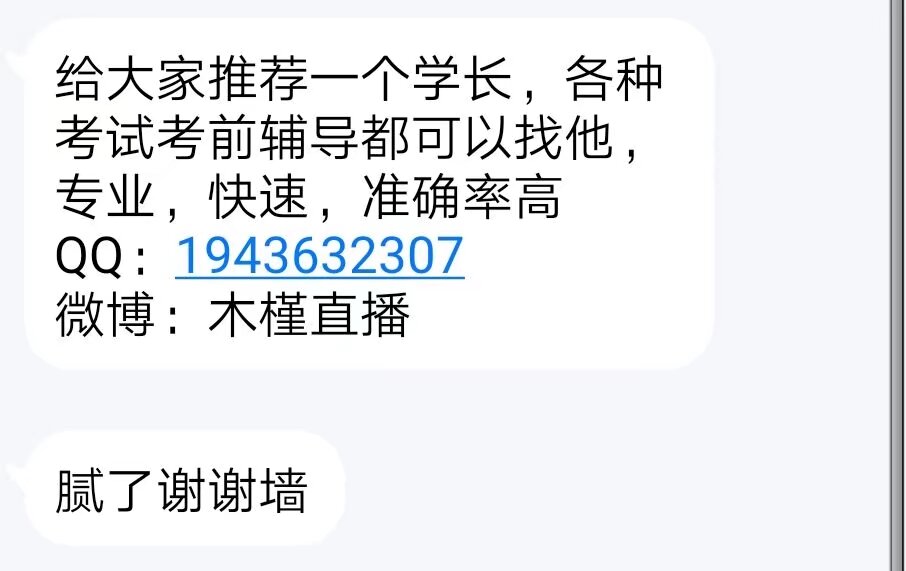 给大家推荐一个学长，各种
考试考前辅导都可以找他，
专业，快速，准确率高
QQ：1943632307
微博：木槿直播
腻了谢谢墙